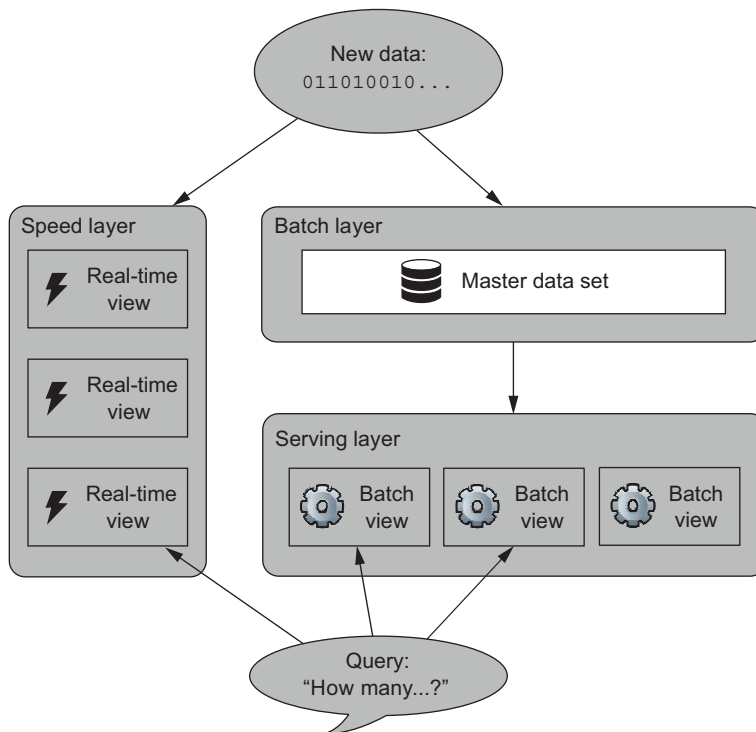 New data:
011010010...
Speed layer
Real-time
view
Real-time
view
Real-time
view
Batch layer
Master data set
Serving layer
Batch
view
Batch
view
Batch
view
Query:
“How many...?”